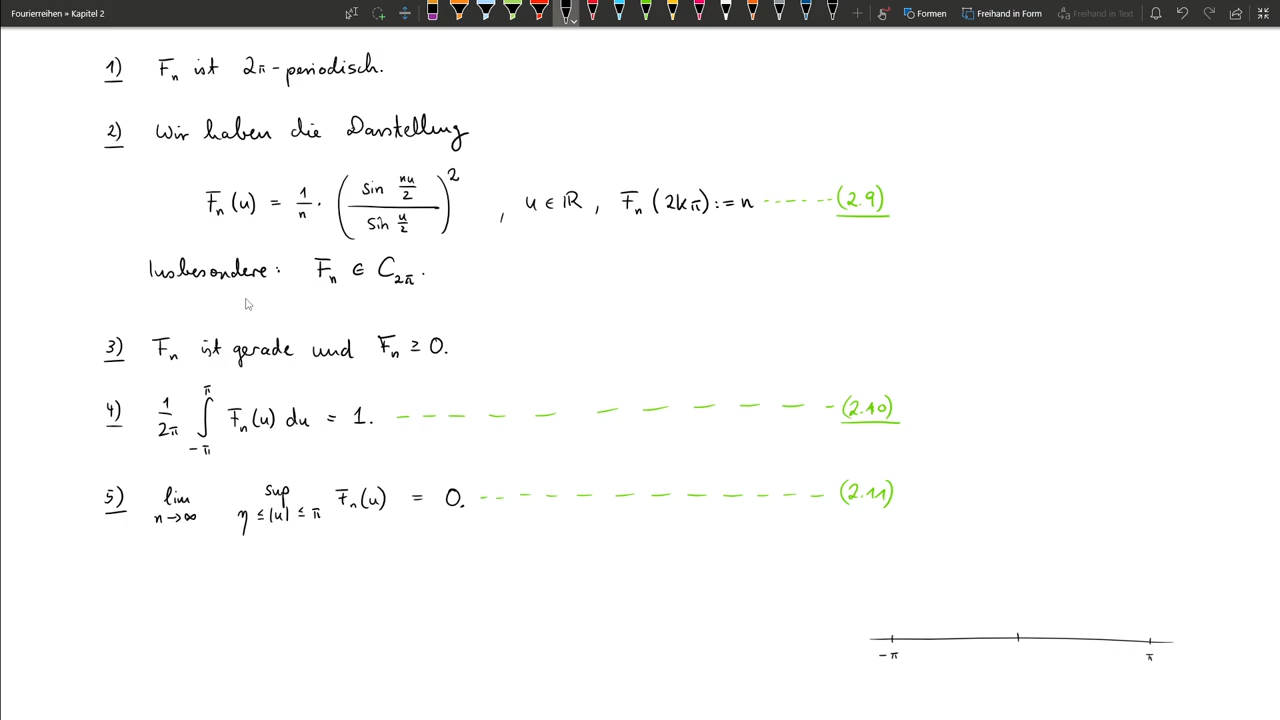 Fourierreihen » Kapitel 2
Formen
Freihand in Form
Freihand in Text
1) Fₙ ist 2π-periodisch.
2) Wir haben die Darstellung
Fₙ(u) = 1/n · (sin nu/2 / sin u/2)², u ∈ ℝ, Fₙ(2kπ) := n (2.9)
Insbesondere: Fₙ ∈ C₂π.
3) Fₙ ist gerade und Fₙ ≥ 0.
4) 1/2π ∫_{-π}^{π} Fₙ(u) du = 1. (2.10)
5) lim_{n→∞} sup_{η≤|u|≤π} Fₙ(u) = 0. (2.11)
-π π